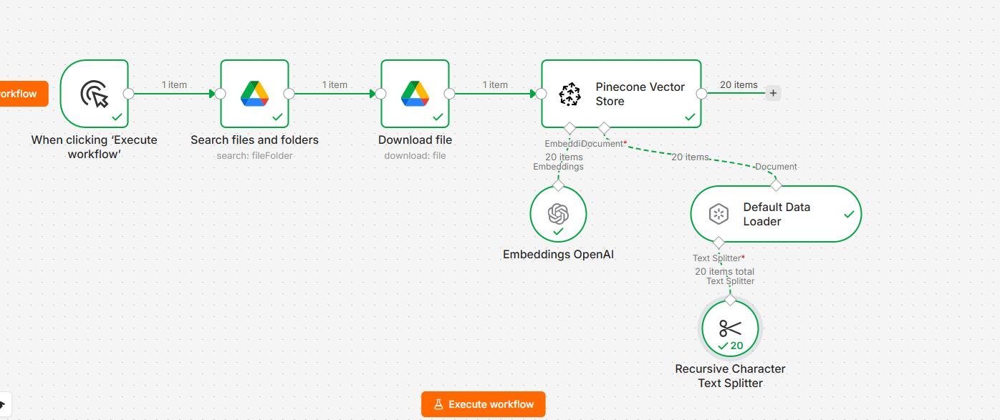 orkflow
1 item
1 item
1 item
Pinecone Vector
Store
20 items
When clicking ‘Execute
workflow’
Search files and folders
search: fileFolder
Download file
download: file
Document*
20 items
Embeddings
20 items
Document
Default Data
Loader
Embeddings OpenAI
Text Splitter*
20 items total
Text Splitter
20
Recursive Character
Text Splitter
Execute workflow